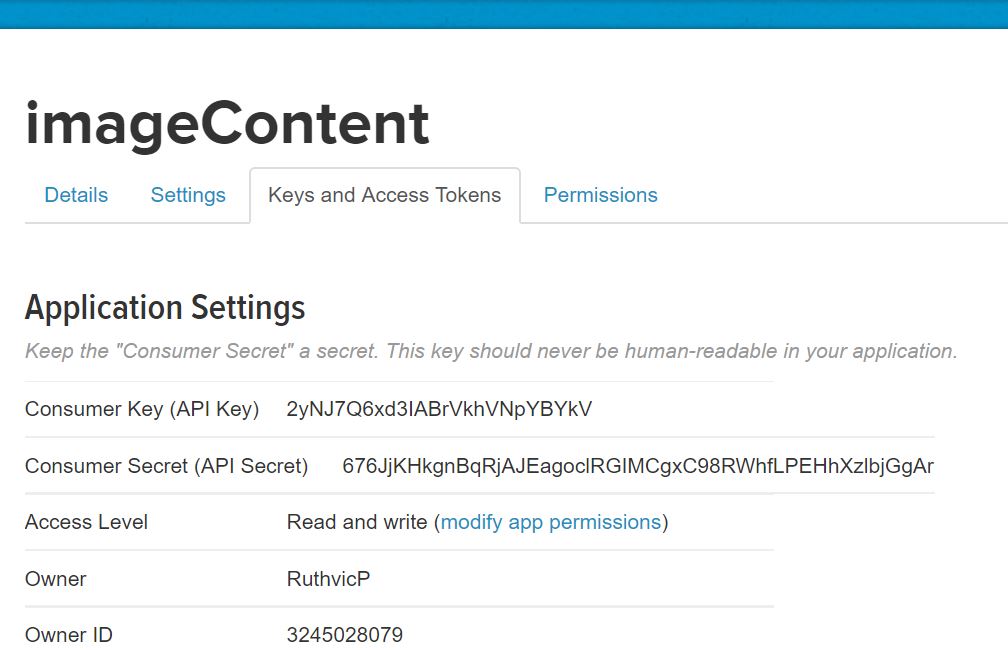 imageContent
Details Settings Keys and Access Tokens Permissions
Application Settings
Keep the "Consumer Secret" a secret. This key should never be human-readable in your application.
Consumer Key (API Key)
Consumer Secret (API Secret)
Access Level Read and write (modify app permissions)
Owner RuthvicP
Owner ID 3245028079